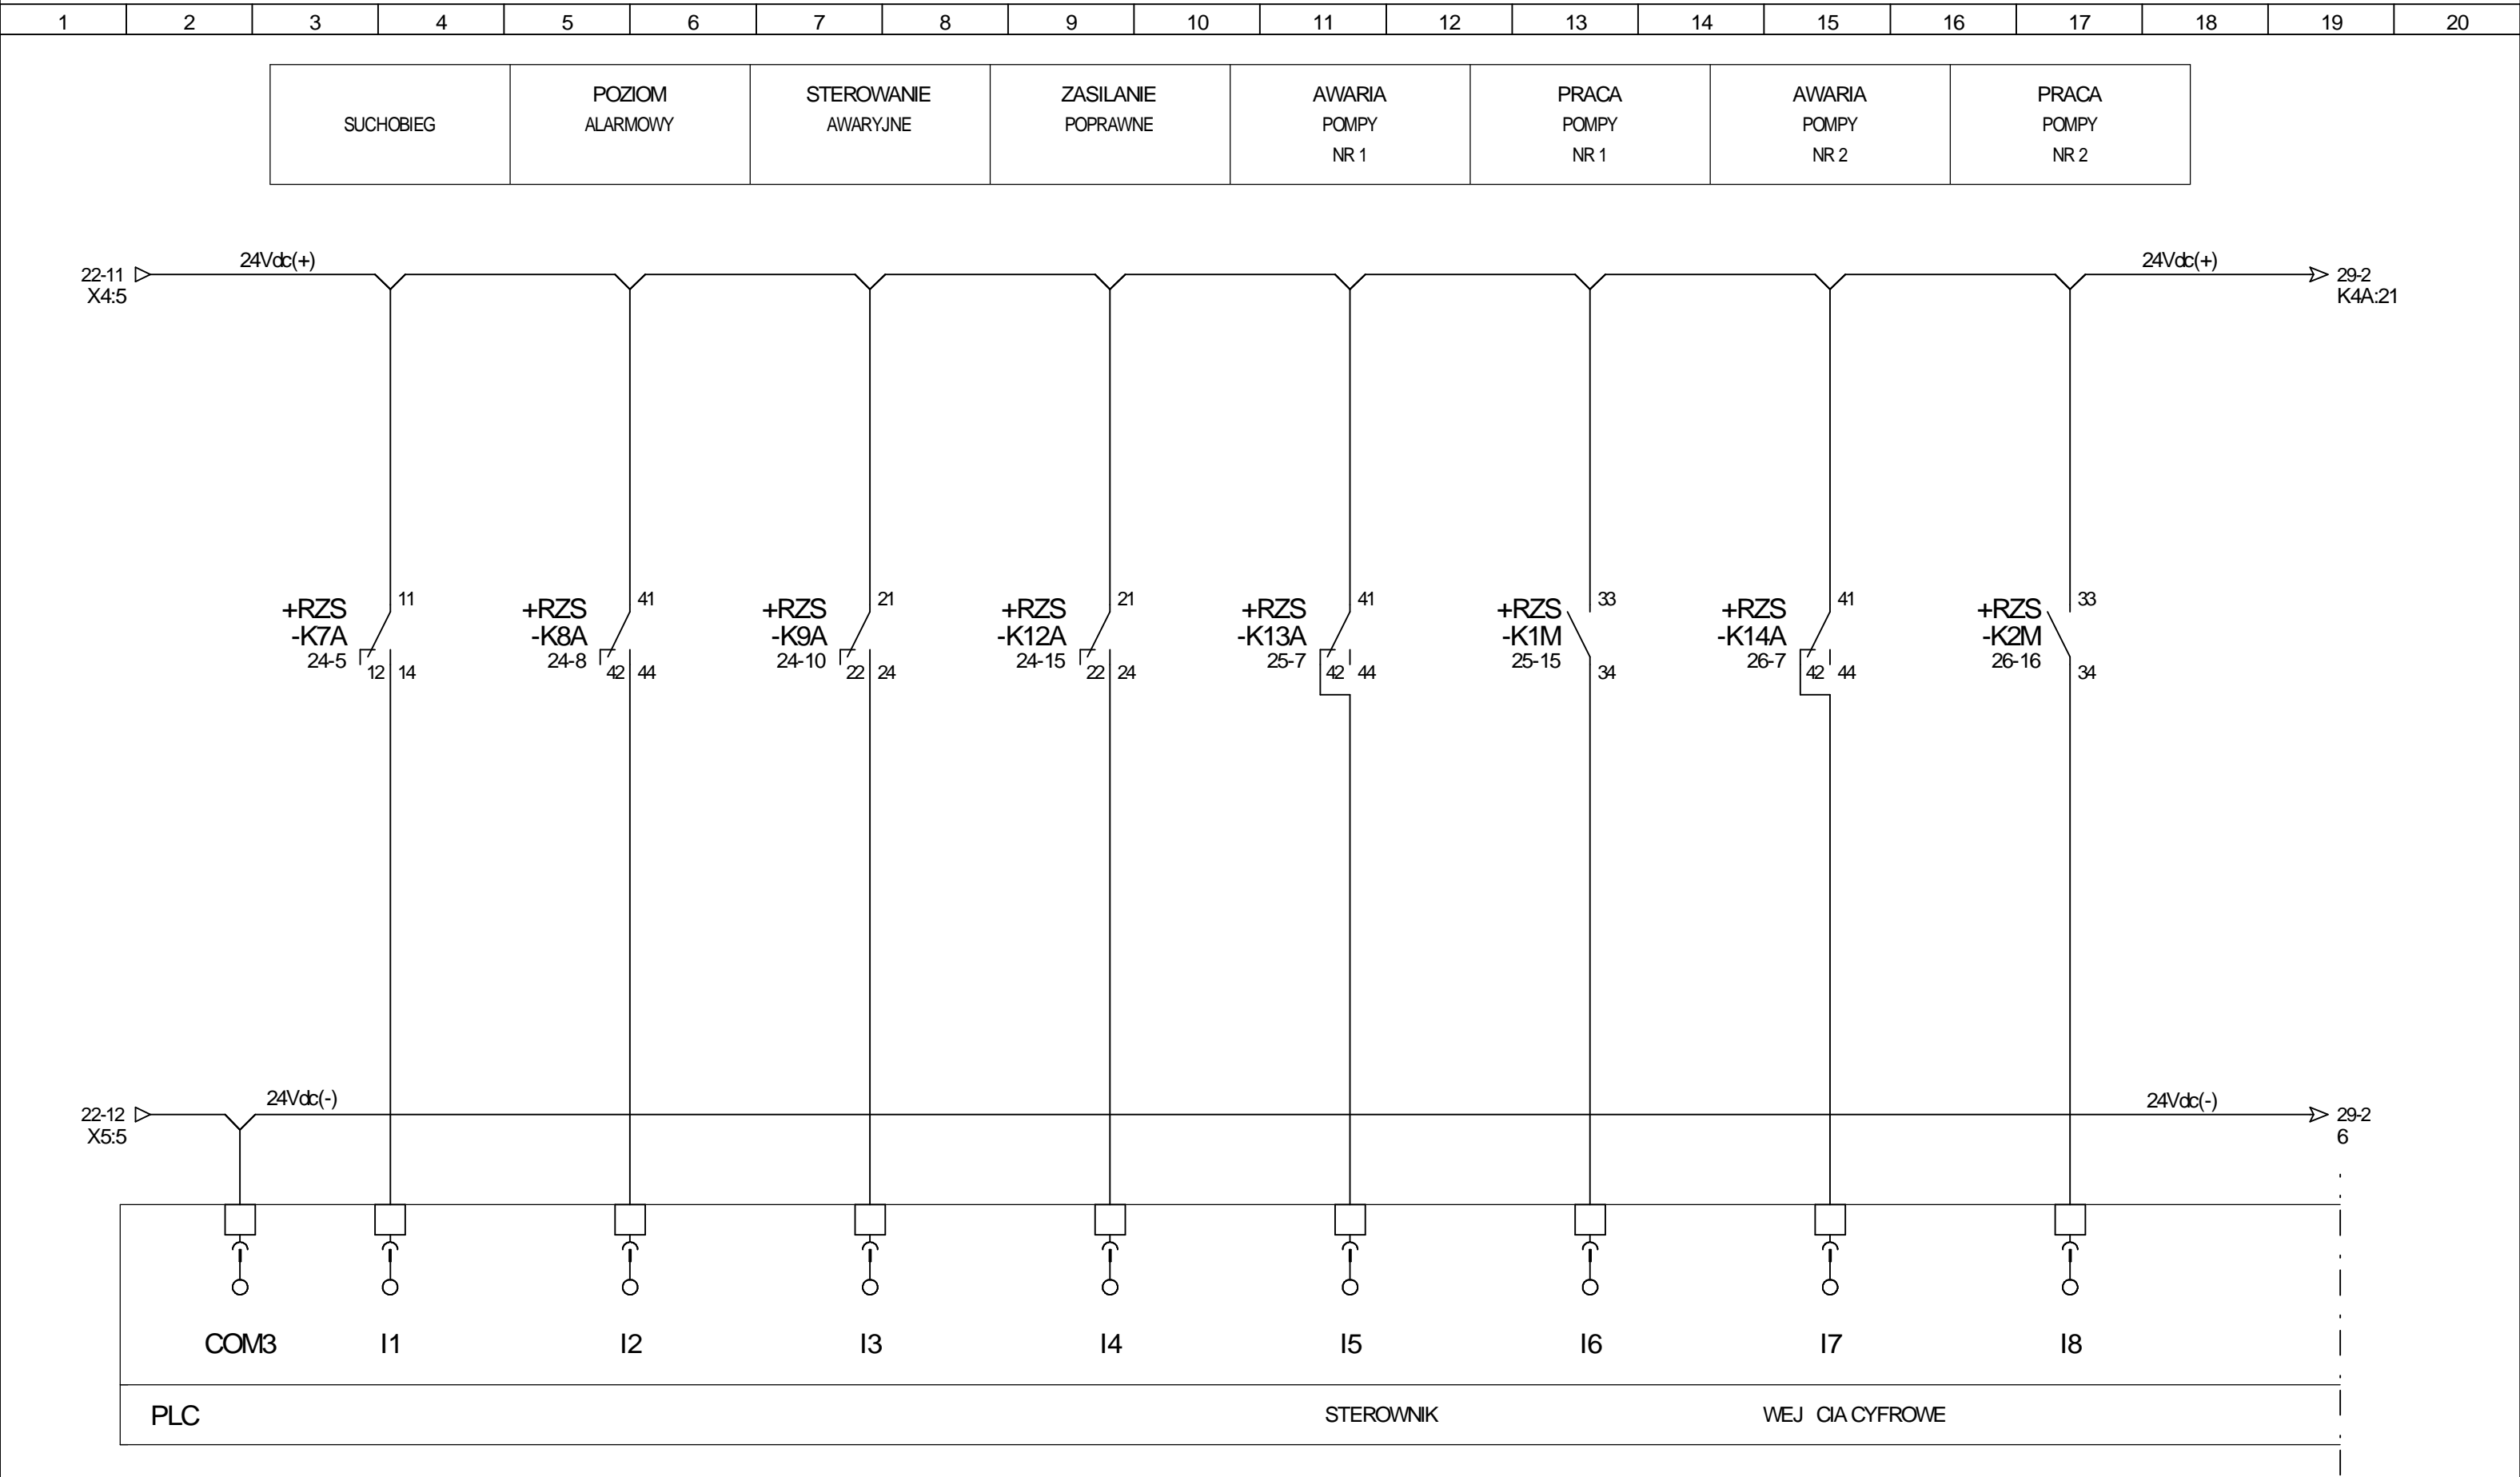 1 2 3 4 5 6 7 8 9 10 11 12 13 14 15 16 17 18 19 20
SUCHOBIEG
POZIOM
ALARMOWY
STEROWANIE
AWARYJNE
ZASILANIE
POPRAWNE
AWARIA
POMPY
NR 1
PRACA
POMPY
NR 1
AWARIA
POMPY
NR 2
PRACA
POMPY
NR 2
22-11
X4:5
24Vdc(+)
24Vdc(+)
29-2
K4A:21
+RZS
-K7A
24-5
11
12 14
+RZS
-K8A
24-8
41
42 44
+RZS
-K9A
24-10
21
22 24
+RZS
-K12A
24-15
21
22 24
+RZS
-K13A
25-7
41
42 44
+RZS
-K1M
25-15
33
34
+RZS
-K14A
26-7
41
42 44
+RZS
-K2M
26-16
33
34
22-12
X5:5
24Vdc(-)
24Vdc(-)
29-2
6
COM3 I1 I2 I3 I4 I5 I6 I7 I8
PLC STEROWNIK WEJ CIA CYFROWE